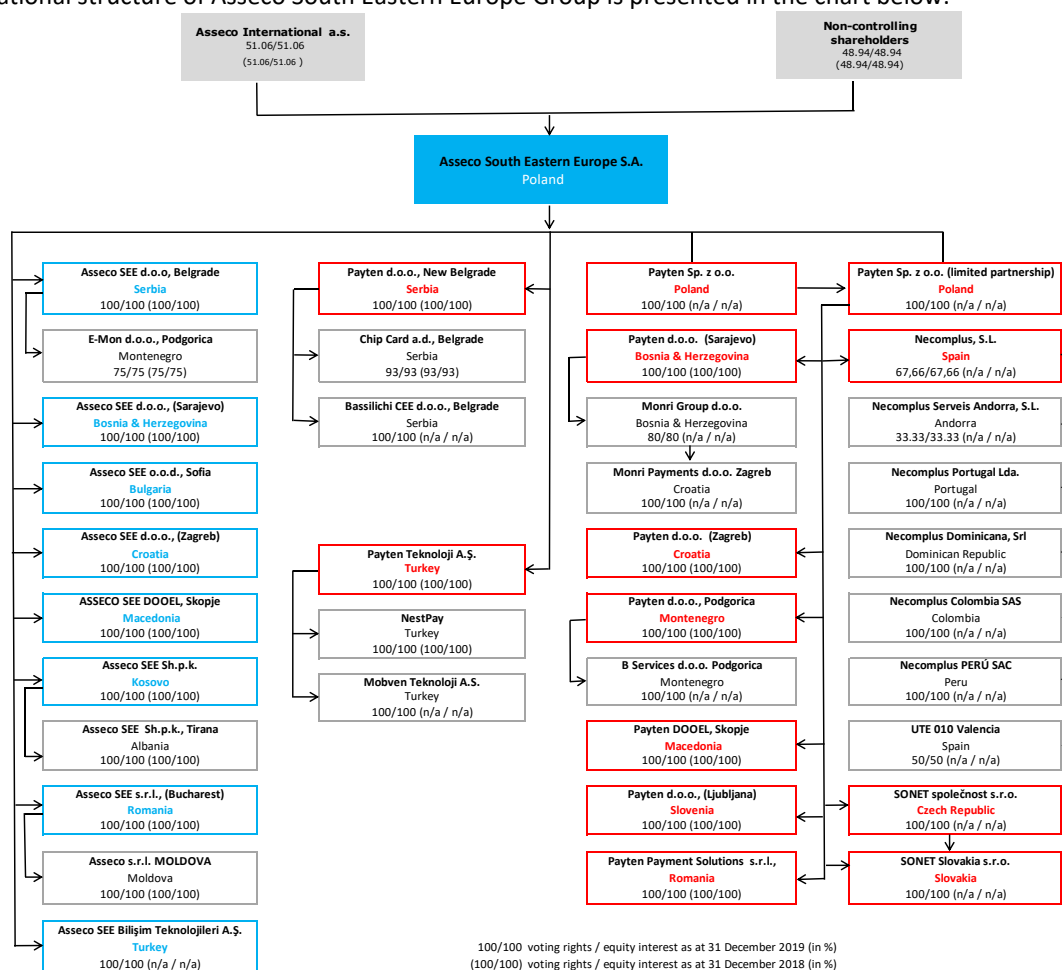 ational structure of Asseco South Eastern Europe Group is presented in the chart below:
Asseco International a.s.
51.06/51.06
(51.06/51.06 )
Non-controlling
shareholders
48.94/48.94
(48.94/48.94)
Asseco South Eastern Europe S.A.
Poland
Asseco SEE d.o.o, Belgrade
Serbia
100/100 (100/100)
E-Mon d.o.o., Podgorica
Montenegro
75/75 (75/75)
Asseco SEE d.o.o., (Sarajevo)
Bosnia & Herzegovina
100/100 (100/100)
Asseco SEE o.o.d., Sofia
Bulgaria
100/100 (100/100)
Asseco SEE d.o.o., (Zagreb)
Croatia
100/100 (100/100)
ASSECO SEE DOOEL, Skopje
Macedonia
100/100 (100/100)
Asseco SEE Sh.p.k.
Kosovo
100/100 (100/100)
Asseco SEE Sh.p.k., Tirana
Albania
100/100 (100/100)
Asseco SEE s.r.l., (Bucharest)
Romania
100/100 (100/100)
Asseco s.r.l. MOLDOVA
Moldova
100/100 (100/100)
Asseco SEE Bilişim Teknolojileri A.Ş.
Turkey
100/100 (n/a / n/a)
Payten d.o.o., New Belgrade
Serbia
100/100 (100/100)
Chip Card a.d., Belgrade
Serbia
93/93 (93/93)
Bassilichi CEE d.o.o., Belgrade
Serbia
100/100 (n/a / n/a)
Payten Teknoloji A.Ş.
Turkey
100/100 (100/100)
NestPay
Turkey
100/100 (100/100)
Mobven Teknoloji A.S.
Turkey
100/100 (n/a / n/a)
Payten Sp. z o.o.
Poland
100/100 (n/a / n/a)
Payten d.o.o. (Sarajevo)
Bosnia & Herzegovina
100/100 (100/100)
Monri Group d.o.o.
Bosnia & Herzegovina
80/80 (n/a / n/a)
Monri Payments d.o.o. Zagreb
Croatia
100/100 (n/a / n/a)
Payten d.o.o. (Zagreb)
Croatia
100/100 (100/100)
Payten d.o.o., Podgorica
Montenegro
100/100 (100/100)
B Services d.o.o. Podgorica
Montenegro
100/100 (n/a / n/a)
Payten DOOEL, Skopje
Macedonia
100/100 (100/100)
Payten d.o.o., (Ljubljana)
Slovenia
100/100 (100/100)
Payten Payment Solutions s.r.l.,
Romania
100/100 (100/100)
Payten Sp. z o.o. (limited partnership)
Poland
100/100 (n/a / n/a)
Necomplus, S.L.
Spain
67,66/67,66 (n/a / n/a)
Necomplus Serveis Andorra, S.L.
Andorra
33.33/33.33 (n/a / n/a)
Necomplus Portugal Lda.
Portugal
100/100 (n/a / n/a)
Necomplus Dominicana, Srl
Dominican Republic
100/100 (n/a / n/a)
Necomplus Colombia SAS
Colombia
100/100 (n/a / n/a)
Necomplus PERÚ SAC
Peru
100/100 (n/a / n/a)
UTE 010 Valencia
Spain
50/50 (n/a / n/a)
SONET společnost s.r.o.
Czech Republic
100/100 (n/a / n/a)
SONET Slovakia s.r.o.
Slovakia
100/100 (n/a / n/a)
100/100 voting rights / equity interest as at 31 December 2019 (in %)
(100/100) voting rights / equity interest as at 31 December 2018 (in %)